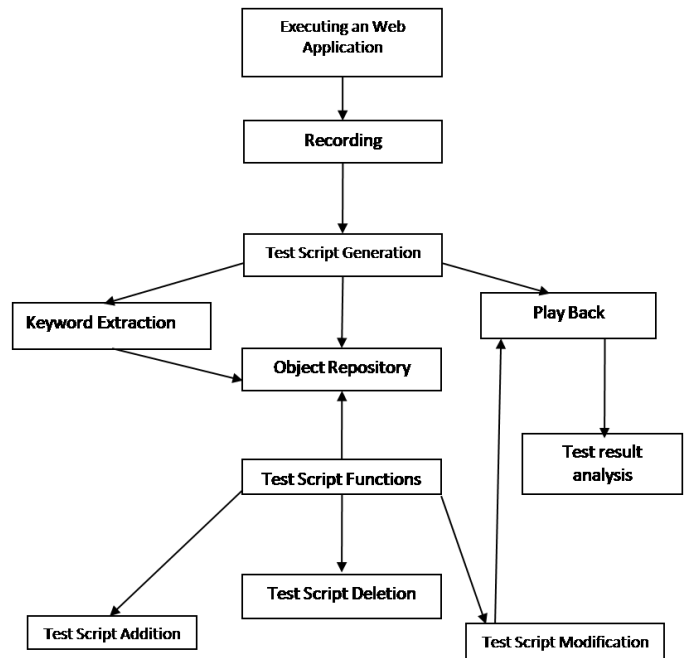 Executing an Web
Application
Recording
Test Script Generation
Keyword Extraction
Play Back
Object Repository
Test result
analysis
Test Script Functions
Test Script Deletion
Test Script Addition
Test Script Modification